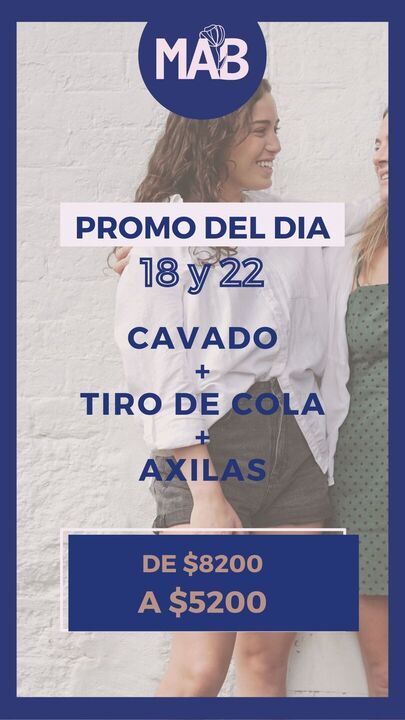 MAB
PROMO DEL DIA
18 y 22
CAVADO
+
TIRO DE COLA
+
AXILAS
DE $8200
A $5200